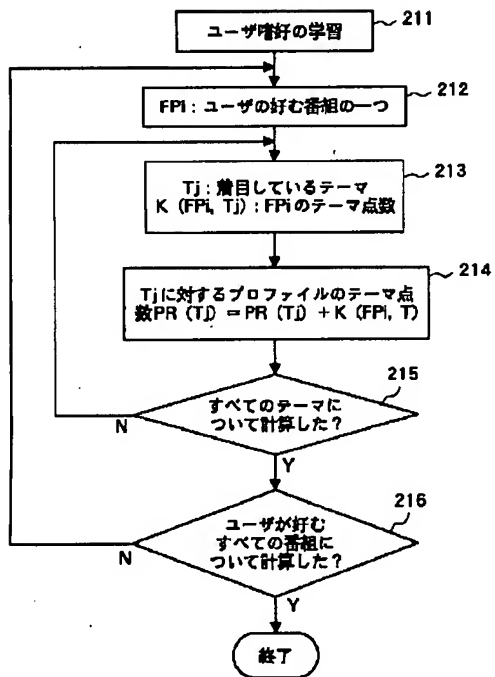 ユーザ嗜好の学習
211
FPi：ユーザの好む番組の一つ
212
Tj：着目しているテーマ
K (FPi, Tj)：FPiのテーマ点数
213
Tjに対するプロファイルのテーマ点
数PR (Tj) = PR (Tj) + K (FPi, T)
214
すべてのテーマに
ついて計算した？
215
N
Y
ユーザが好む
すべての番組に
ついて計算した？
216
N
Y
終了